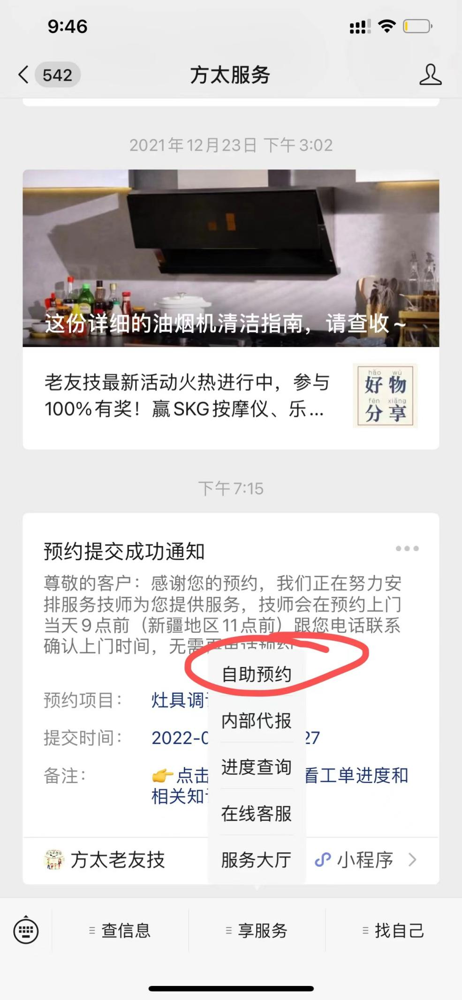 9:46
542
方太服务
2021年12月23日 下午3:02
这份详细的油烟机清洁指南，请查收~
老友技最新活动火热进行中，参与
100%有奖！赢SKG按摩仪、乐...
hǎo wù
好物
fēn xiǎng
分享
下午7:15
预约提交成功通知
尊敬的客户：感谢您的预约，我们正在努力安
排服务技师为您提供服务，技师会在预约上门
当天9点前（新疆地区11点前）跟您电话联系
确认上门时间，无需再电话预约
自助预约
预约项目：
灶具调
内部代报
提交时间：
2022-0
27
进度查询
备注：
👉点击
看工单进度和
相关知
在线客服
方太老友技
服务大厅
小程序
查信息
享服务
找自己